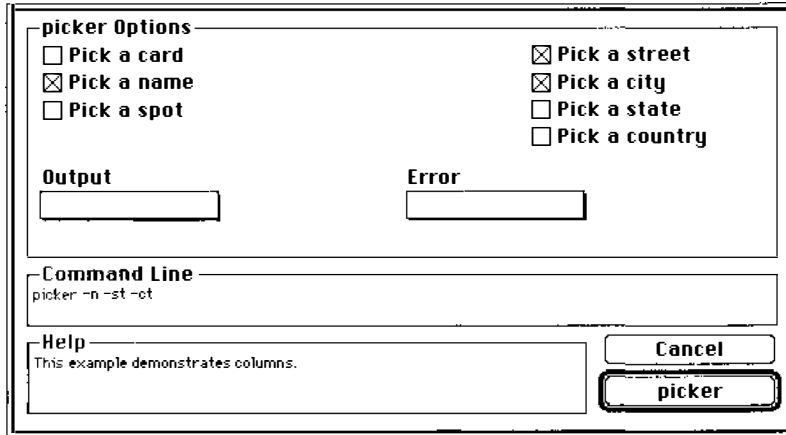 picker Options
Pick a card
Pick a name
Pick a spot
Pick a street
Pick a city
Pick a state
Pick a country
Output
Error
Command Line
picker -n -st -ct
Help
This example demonstrates columns.
Cancel
picker